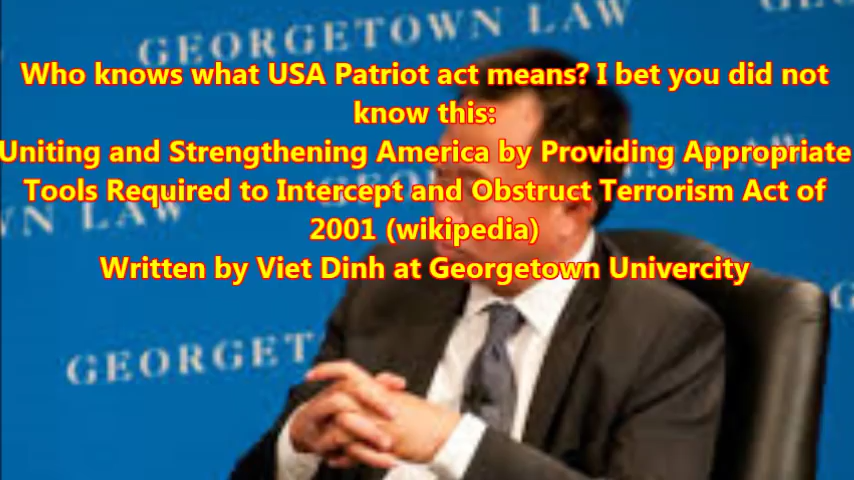 GEORGETOWN LAW
GE
Who knows what USA Patriot act means? I bet you did not
know this:
Uniting and Strengthening America by Providing Appropriate
Tools Required to Intercept and Obstruct Terrorism Act of
2001 (wikipedia)
WN LAW
Written by Viet Dinh at Georgetown Univercity
G
GEORGET